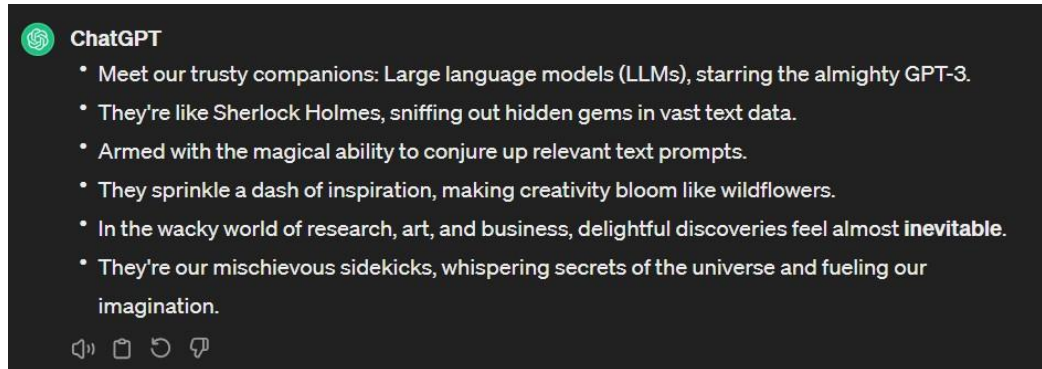 ChatGPT
• Meet our trusty companions: Large language models (LLMs), starring the almighty GPT-3.
• They're like Sherlock Holmes, sniffing out hidden gems in vast text data.
• Armed with the magical ability to conjure up relevant text prompts.
• They sprinkle a dash of inspiration, making creativity bloom like wildflowers.
• In the wacky world of research, art, and business, delightful discoveries feel almost inevitable.
• They're our mischievous sidekicks, whispering secrets of the universe and fueling our
imagination.